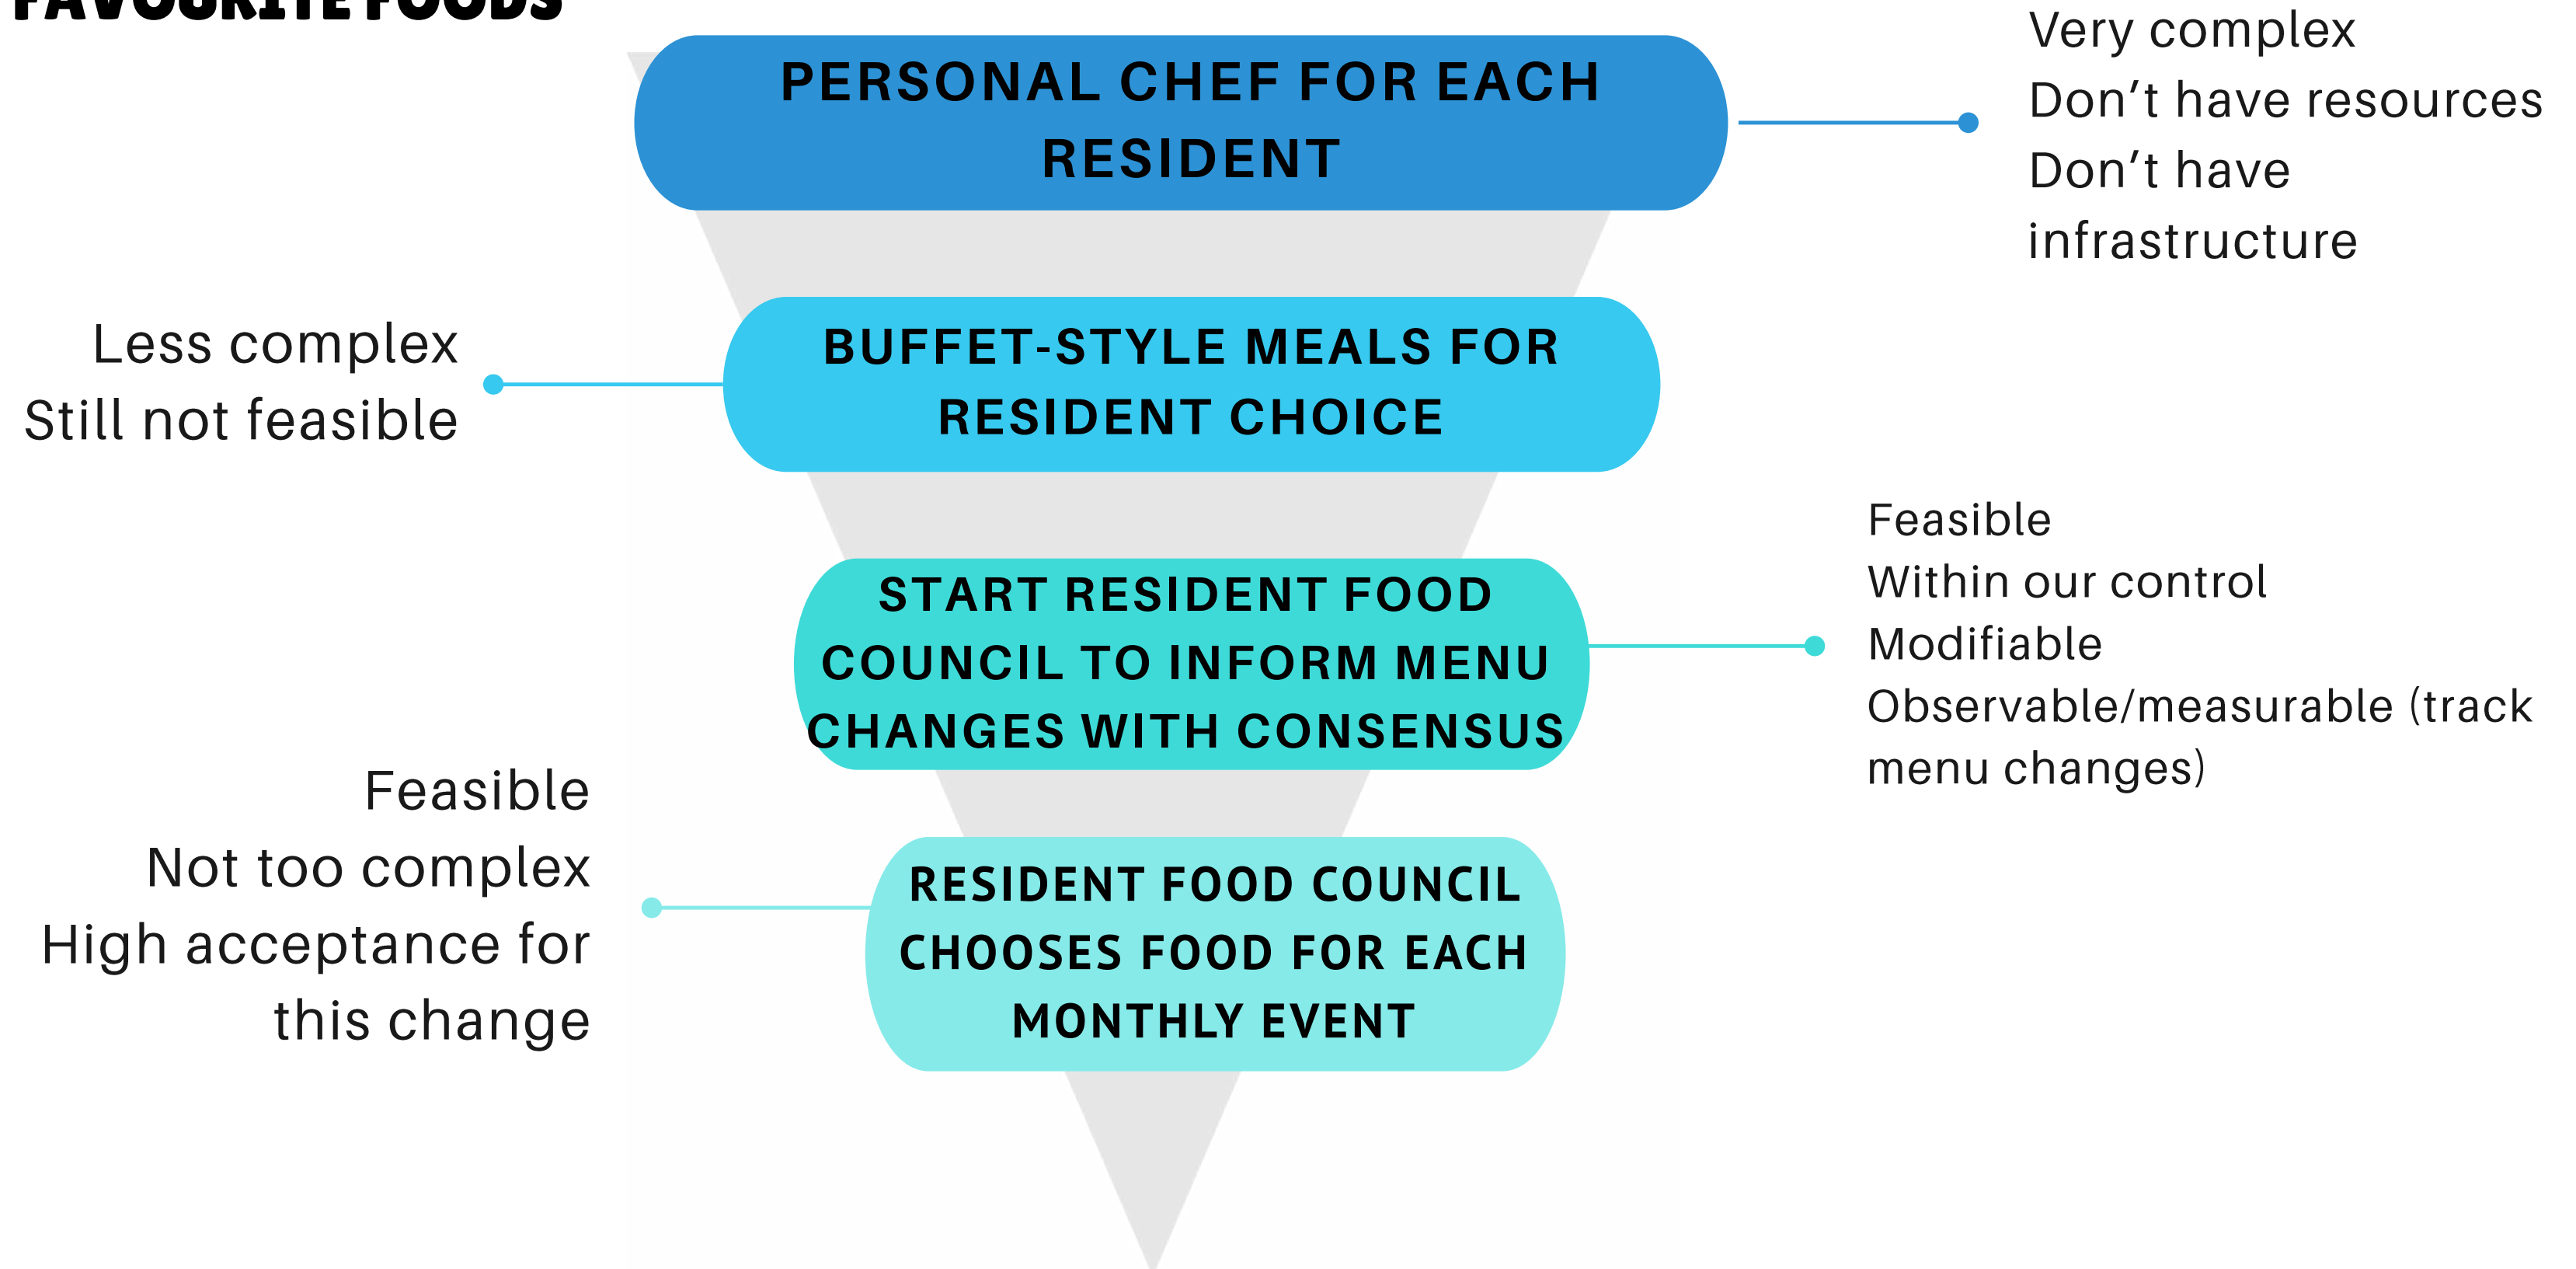 FAVOURITE FOODS
PERSONAL CHEF FOR EACH
RESIDENT
Very complex
Don't have resources
Don't have
infrastructure
BUFFET-STYLE MEALS FOR
RESIDENT CHOICE
Less complex
Still not feasible
START RESIDENT FOOD
COUNCIL TO INFORM MENU
CHANGES WITH CONSENSUS
Feasible
Within our control
Modifiable
Observable/measurable (track
menu changes)
RESIDENT FOOD COUNCIL
CHOOSES FOOD FOR EACH
MONTHLY EVENT
Feasible
Not too complex
High acceptance for
this change